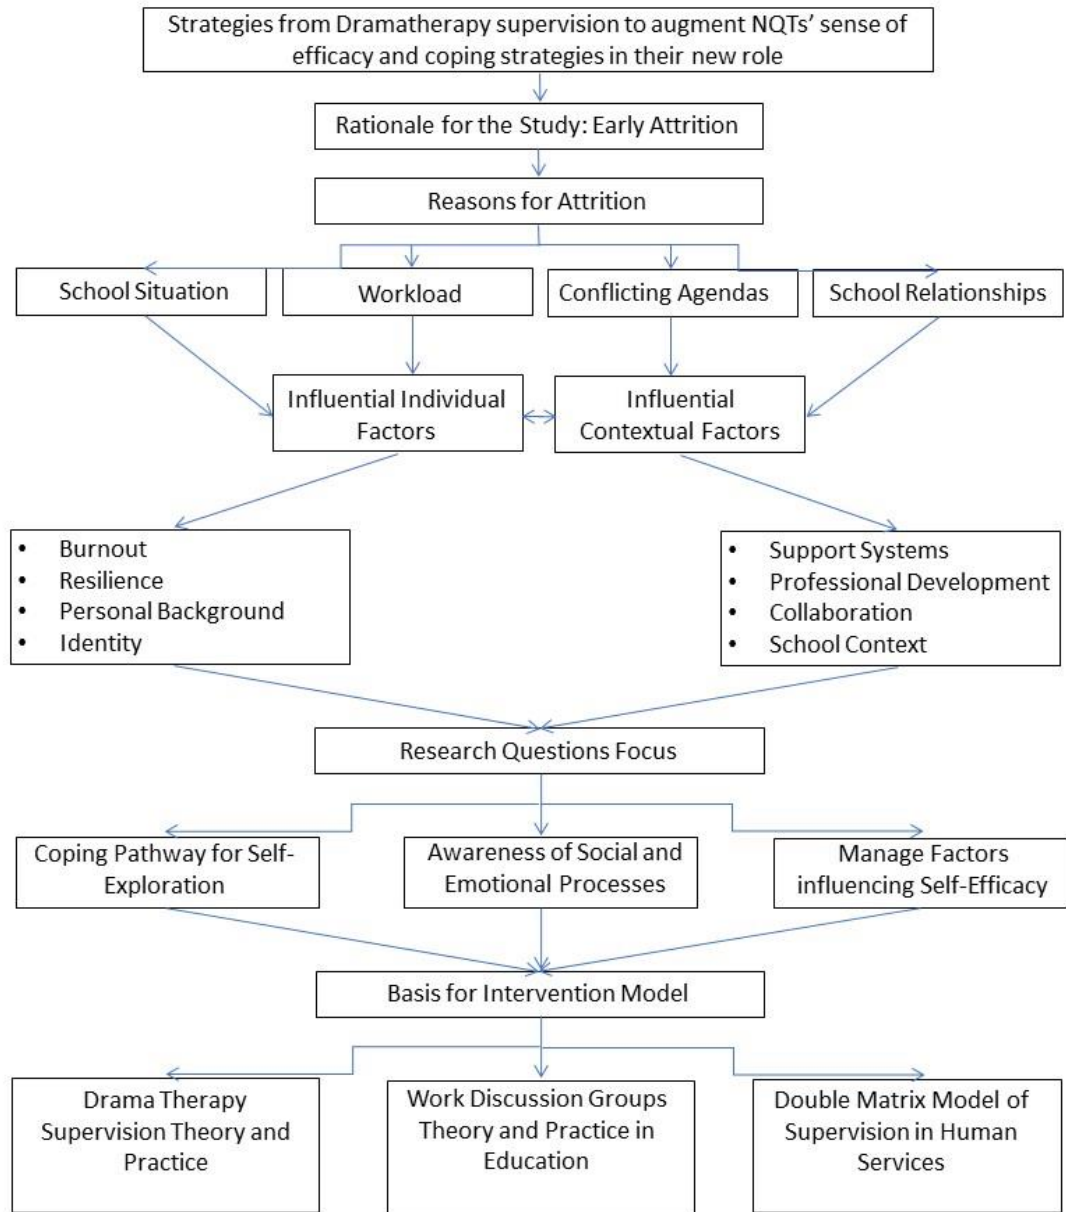 Strategies from Dramatherapy supervision to augment NQTs’ sense of
efficacy and coping strategies in their new role
Rationale for the Study: Early Attrition
Reasons for Attrition
School Situation
Workload
Conflicting Agendas
School Relationships
Influential Individual
Factors
Influential
Contextual Factors
• Burnout
• Resilience
• Personal Background
• Identity
• Support Systems
• Professional Development
• Collaboration
• School Context
Research Questions Focus
Coping Pathway for Self-
Exploration
Awareness of Social and
Emotional Processes
Manage Factors
influencing Self-Efficacy
Basis for Intervention Model
Drama Therapy
Supervision Theory and
Practice
Work Discussion Groups
Theory and Practice in
Education
Double Matrix Model of
Supervision in Human
Services